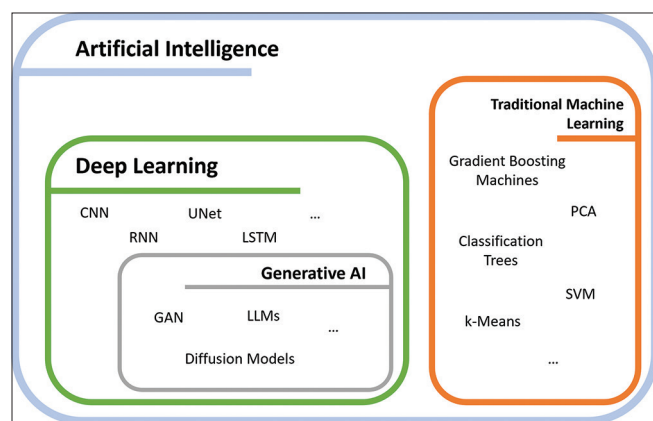 Artificial Intelligence
Traditional Machine
Learning
Deep Learning
Gradient Boosting
Machines
CNN
UNet
...
PCA
RNN
LSTM
Classification
Trees
Generative AI
SVM
GAN
LLMs
...
k-Means
Diffusion Models
...